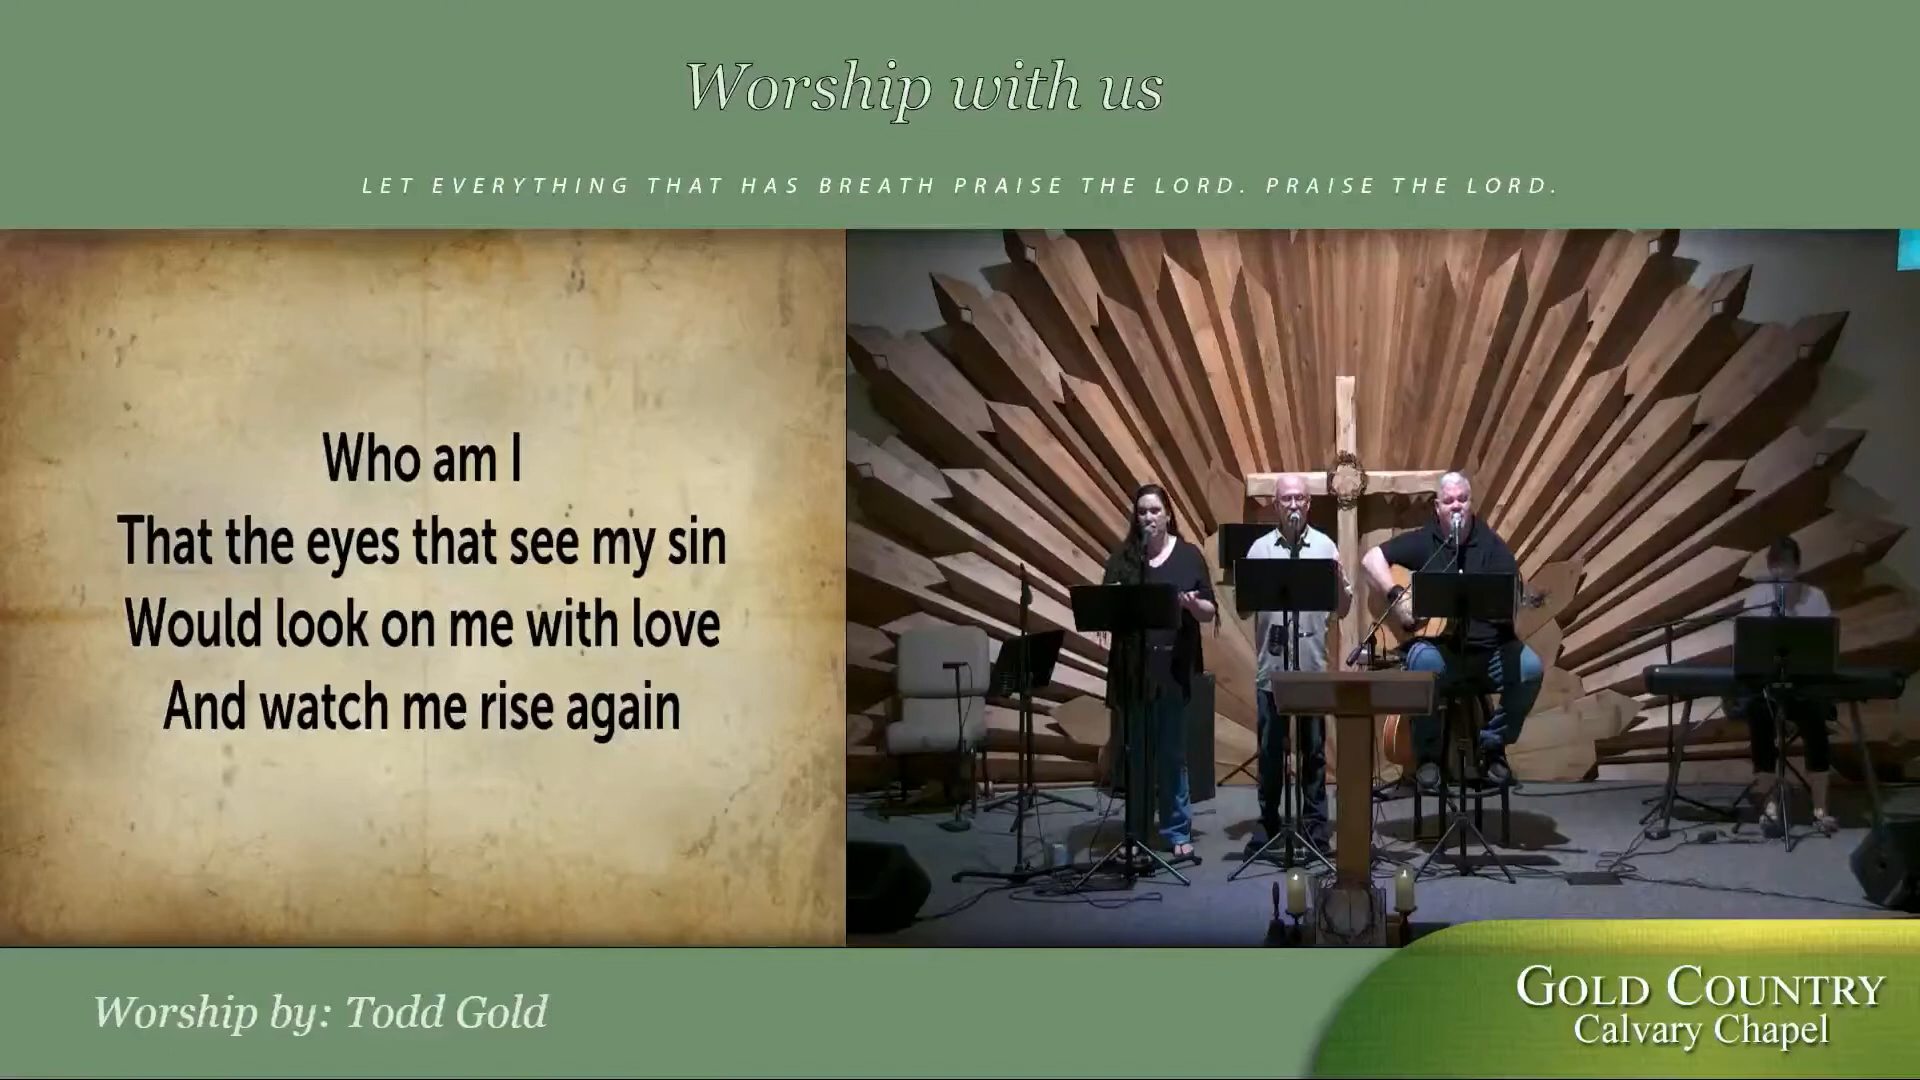 Worship with us
LET EVERYTHING THAT HAS BREATH PRAISE THE LORD. PRAISE THE LORD.
Who am I
That the eyes that see my sin
Would look on me with love
And watch me rise again
Worship by: Todd Gold
GOLD COUNTRY
Calvary Chapel